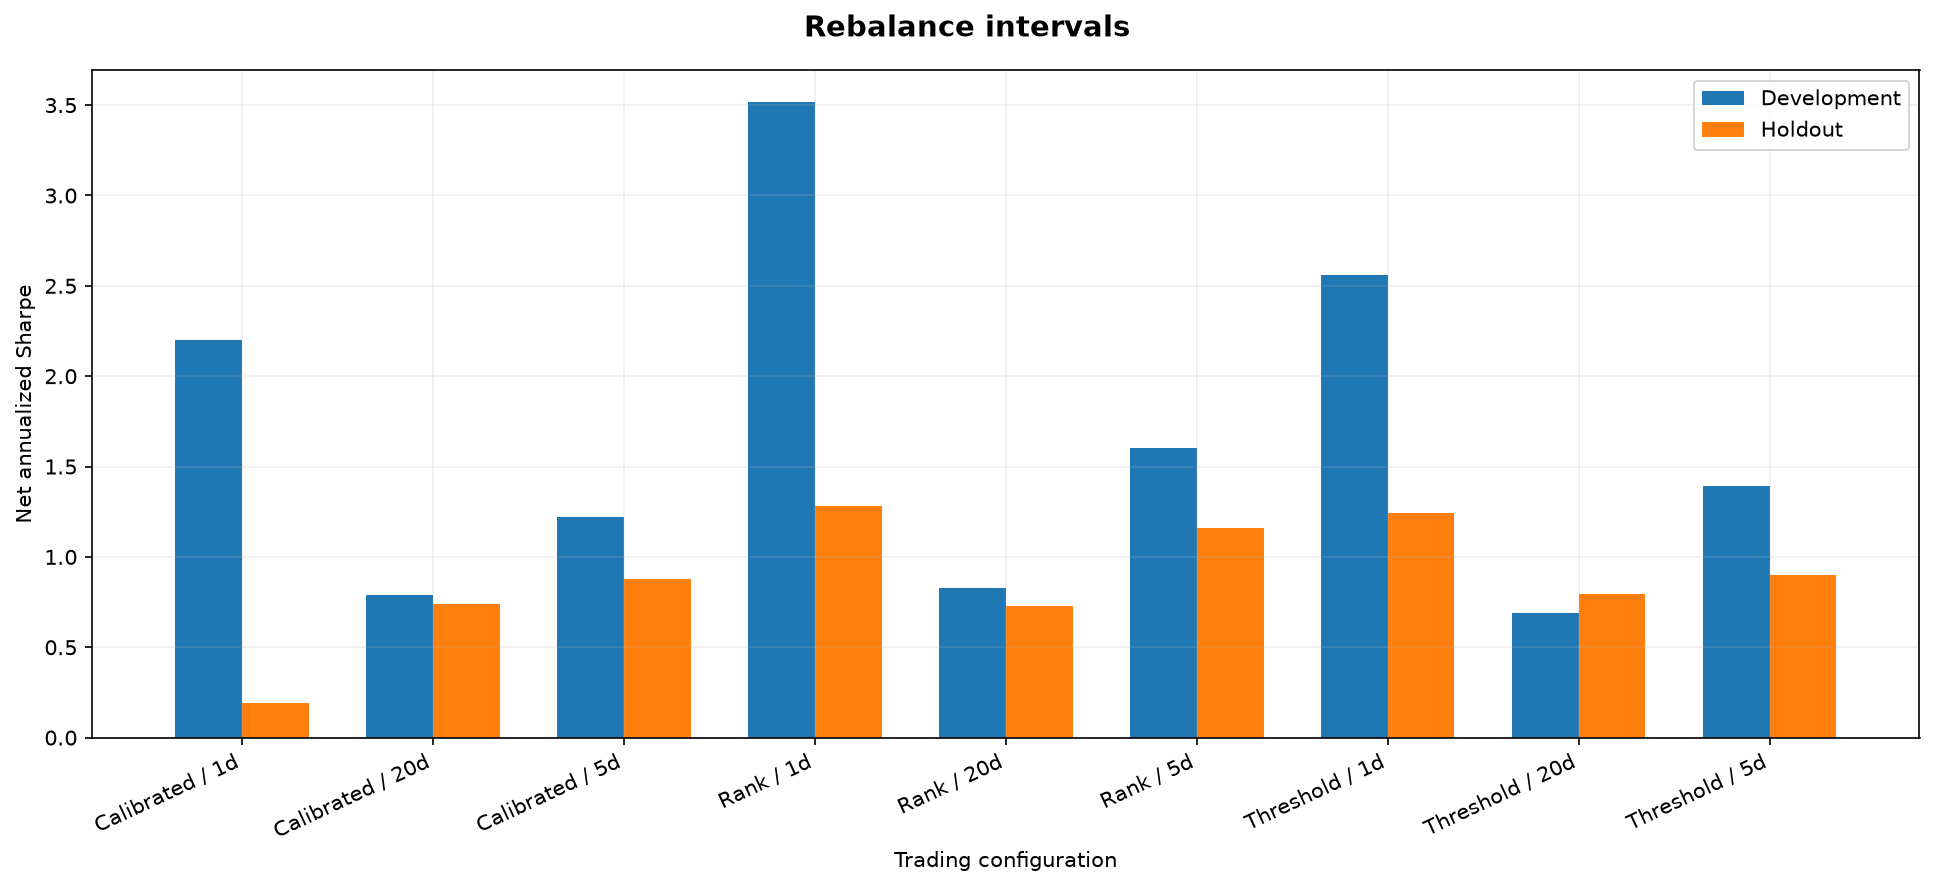 Rebalance intervals
Net annualized Sharpe
3.5
3.0
2.5
2.0
1.5
1.0
0.5
0.0
Development
Holdout
Calibrated / 1d
Calibrated / 20d
Calibrated / 5d
Rank / 1d
Rank / 20d
Rank / 5d
Threshold / 1d
Threshold / 20d
Threshold / 5d
Trading configuration